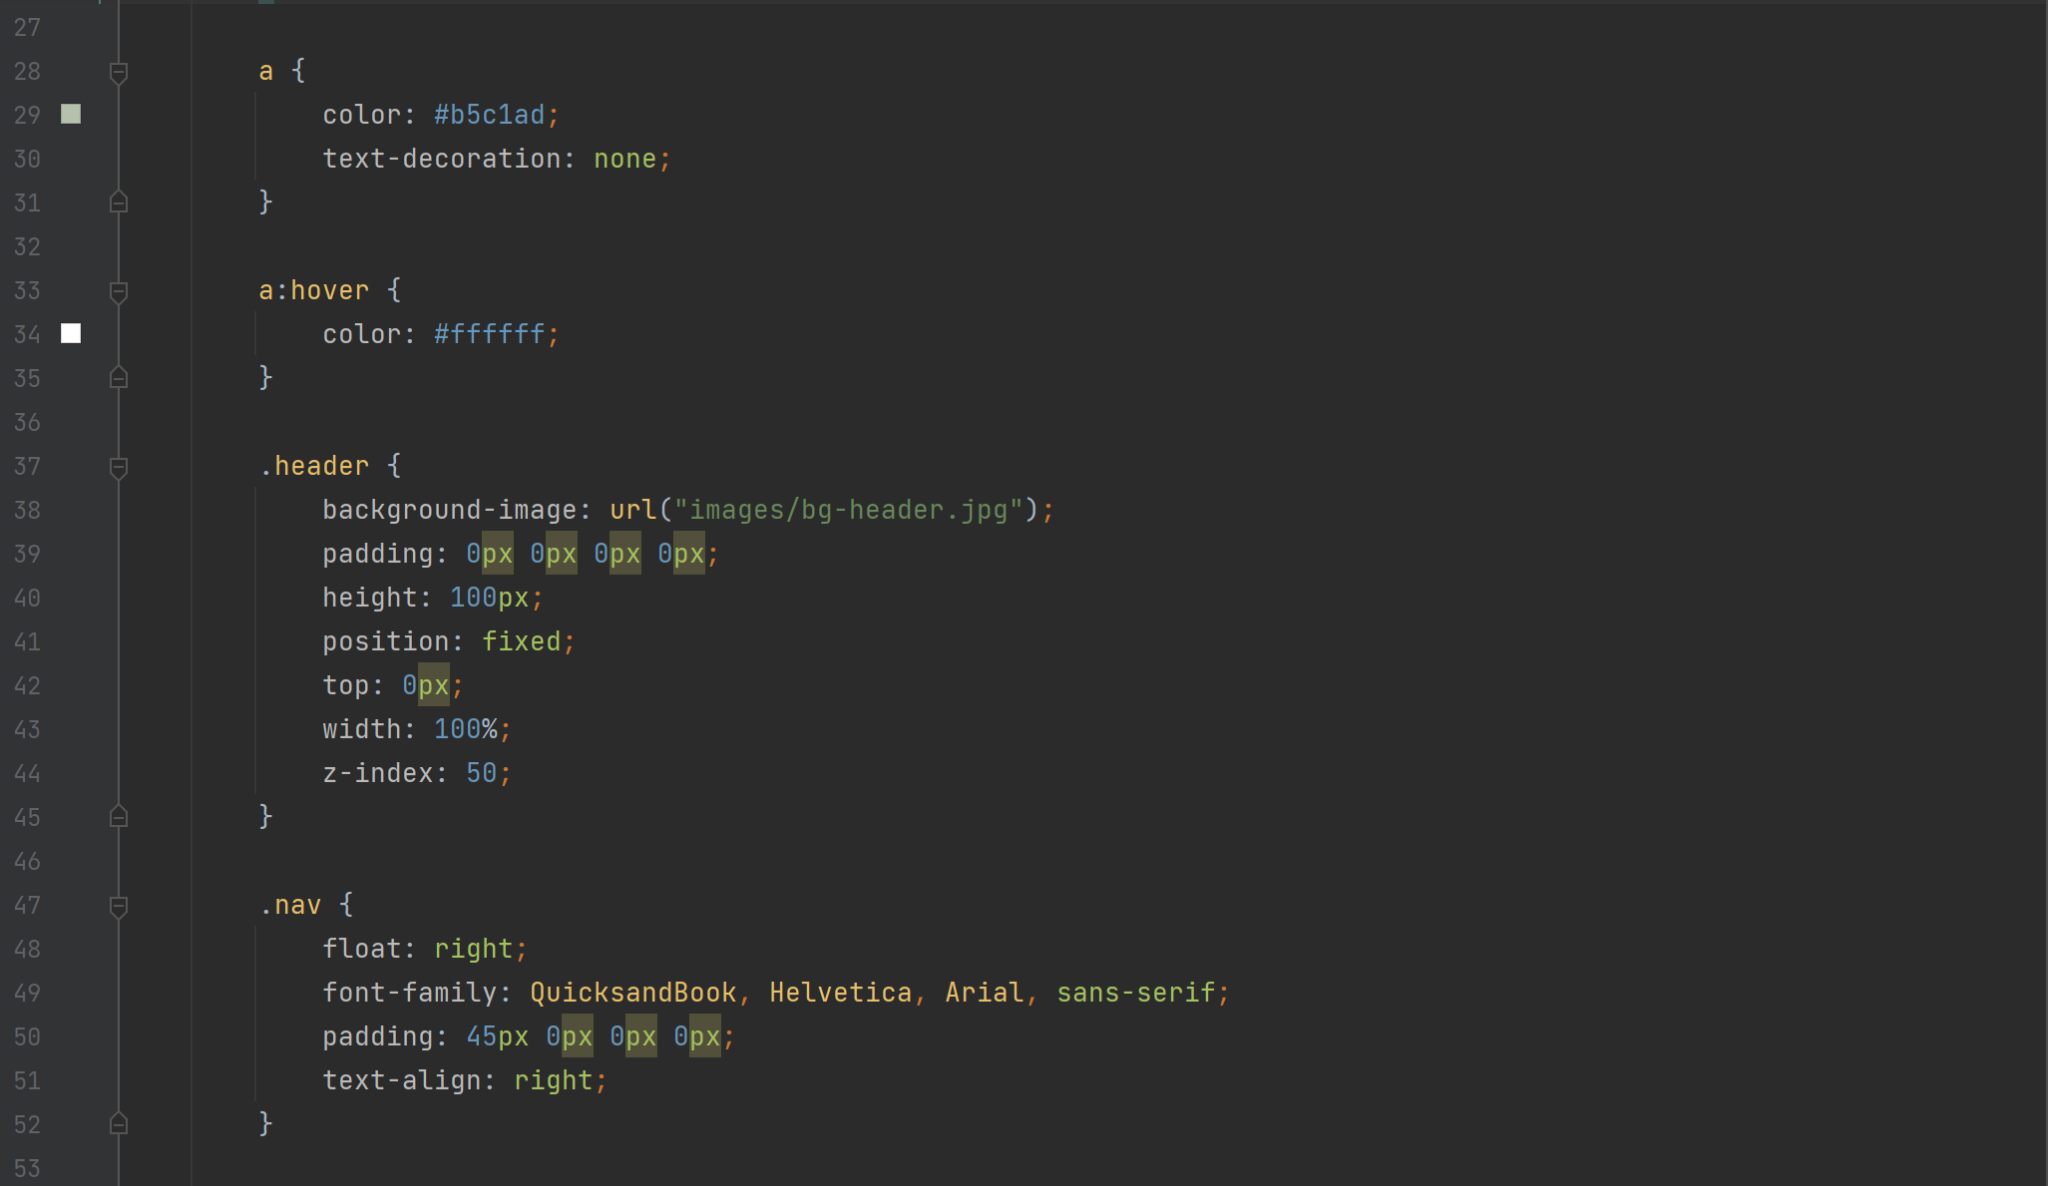 27
28 a {
29 color: #b5c1ad;
30 text-decoration: none;
31 }
32
33 a:hover {
34 color: #ffffff;
35 }
36
37 .header {
38 background-image: url("images/bg-header.jpg");
39 padding: 0px 0px 0px 0px;
40 height: 100px;
41 position: fixed;
42 top: 0px;
43 width: 100%;
44 z-index: 50;
45 }
46
47 .nav {
48 float: right;
49 font-family: QuicksandBook, Helvetica, Arial, sans-serif;
50 padding: 45px 0px 0px 0px;
51 text-align: right;
52 }
53